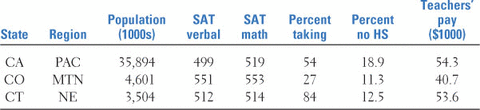 Teachers'
Population SAT SAT Percent Percent pay
State Region (1000s) verbal math taking no HS ($1000)
CA PAC 35,894 499 519 54 18.9 54.3
CO MTN 4,601 551 553 27 11.3 40.7
CT NE 3,504 512 514 84 12.5 53.6